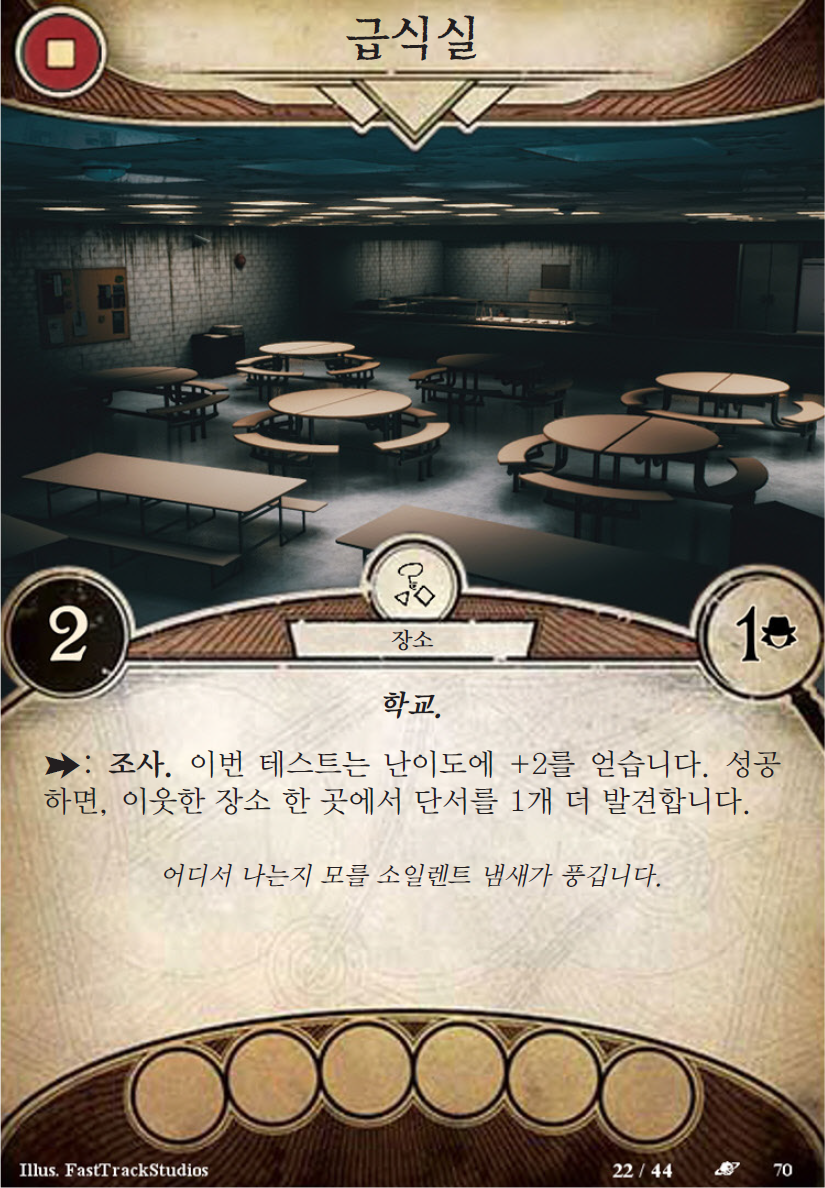 급식실
2
장소
1
학교.
: 조사. 이번 테스트는 난이도에 +2를 얻습니다. 성공
하면, 이웃한 장소 한 곳에서 단서를 1개 더 발견합니다.
어디서 나는지 모를 소일렌트 냄새가 풍깁니다.
Illus. FastTrackStudios
22 / 44
70